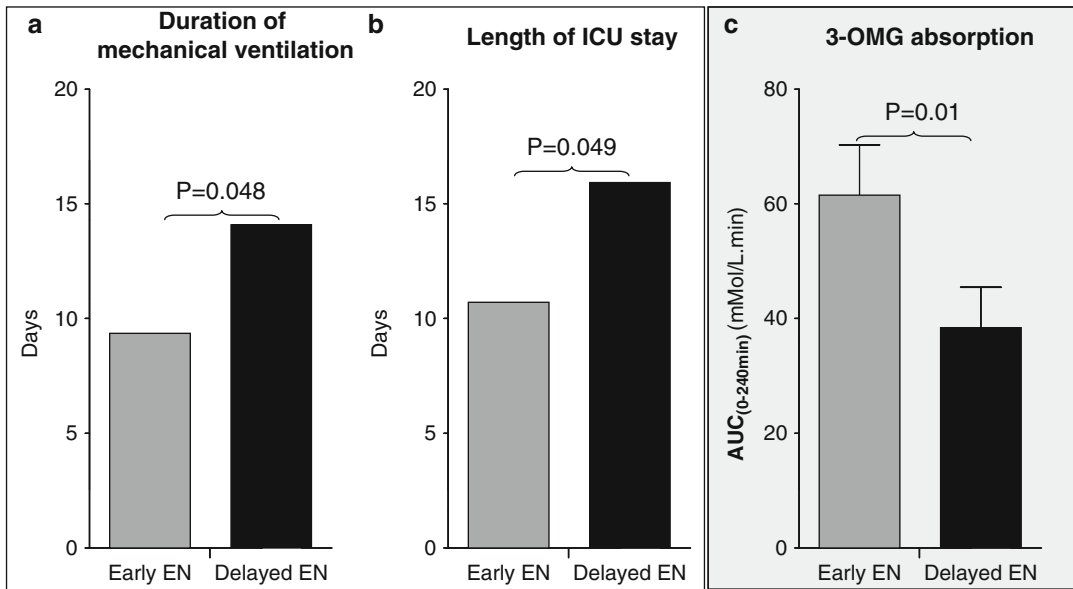 a
Duration of
mechanical ventilation
20
15
10
5
0
Days
P=0.048
Early EN Delayed EN
b
Length of ICU stay
20
15
10
5
0
Days
P=0.049
Early EN Delayed EN
c
3-OMG absorption
80
60
40
20
0
AUC(0-240min) (mMol/L.min)
P=0.01
Early EN Delayed EN